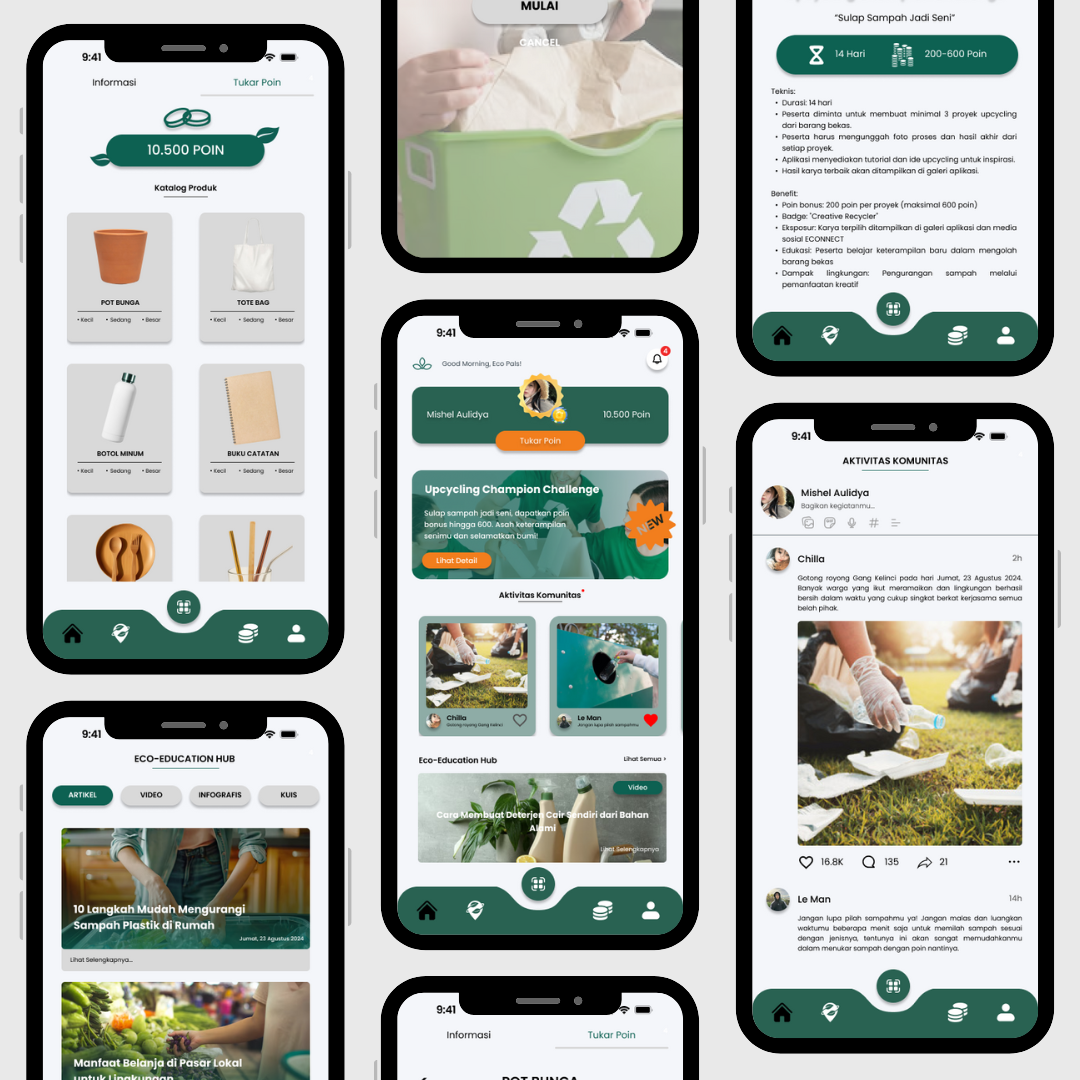 9:41
Informasi
Tukar Poin
10.500 POIN
Katalog Produk
POT BUNGA
• Kecil • Sedang • Besar
TOTE BAG
• Kecil • Sedang • Besar
BOTOL MINUM
• Kecil • Sedang • Besar
BUKU CATATAN
• Kecil • Sedang • Besar
9:41
ECO-EDUCATION HUB
ARTIKEL
VIDEO
INFOGRAFIS
KUIS
10 Langkah Mudah Mengurangi
Sampah Plastik di Rumah
Jumat, 23 Agustus 2024
Lihat Selengkapnya...
Manfaat Belanja di Pasar Lokal
untuk Lingkungan
MULAI
CANCEL
9:41
Good Morning, Eco Pals!
4
Mishel Aulidya
10.500 Poin
Tukar Poin
Upcycling Champion Challenge
Sulap sampah jadi seni, dapatkan poin
bonus hingga 600. Asah keterampilan
senimu dan selamatkan bumi!
NEW
Lihat Detail
Aktivitas Komunitas
Chilla
Gotong royong Gang Kelinci
Le Man
Jangan lupa pilah sampahmu
Eco-Education Hub
Lihat Semua >
Video
Cara Membuat Deterjen Cair Sendiri dari Bahan
Alami
Lihat Selengkapnya
9:41
Informasi
Tukar Poin
POT BUNGA
“Sulap Sampah Jadi Seni”
14 Hari
200-600 Poin
Teknis:
• Durasi: 14 hari
• Peserta diminta untuk membuat minimal 3 proyek upcycling
dari barang bekas.
• Peserta harus mengunggah foto proses dan hasil akhir dari
setiap proyek.
• Aplikasi menyediakan tutorial dan ide upcycling untuk inspirasi.
• Hasil karya terbaik akan ditampilkan di galeri aplikasi.
Benefit:
• Poin bonus: 200 poin per proyek (maksimal 600 poin)
• Badge: "Creative Recycler"
• Eksposur: Karya terpilih ditampilkan di galeri aplikasi dan media
sosial ECONNECT
• Edukasi: Peserta belajar keterampilan baru dalam mengolah
barang bekas
• Dampak lingkungan: Pengurangan sampah melalui
pemanfaatan kreatif
9:41
AKTIVITAS KOMUNITAS
Mishel Aulidya
Bagikan kegiatanmu...
Chilla
2h
Gotong royong Gang Kelinci pada hari Jumat, 23 Agustus 2024.
Banyak warga yang ikut meramaikan dan lingkungan berhasil
bersih dalam waktu yang cukup singkat berkat kerjasama semua
belah pihak.
16.8K
135
21
Le Man
14h
Jangan lupa pilah sampahmu ya! Jangan malas dan luangkan
waktumu beberapa menit saja untuk memilah sampah sesuai
dengan jenisnya, tentunya ini akan sangat memudahkanmu
dalam menukar sampahmu dengan poin nantinya.